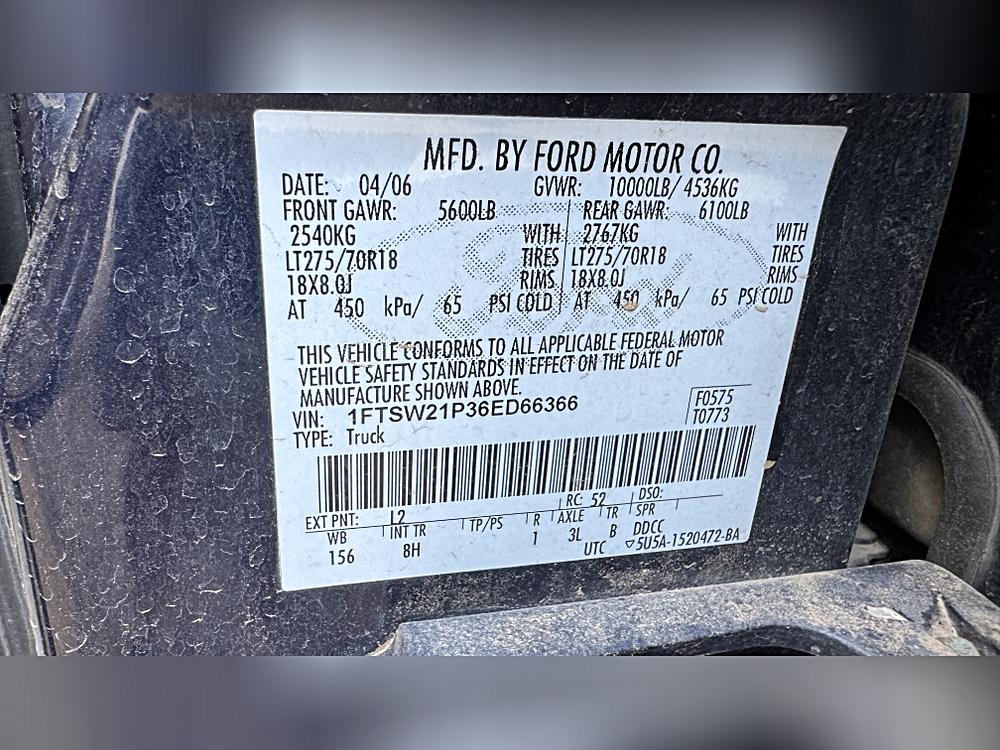 MFD. BY FORD MOTOR CO.
DATE: 04/06 GVWR: 10000LB/ 4536KG
FRONT GAWR: 5600LB REAR GAWR: 6100LB
2540KG WITH 2767KG WITH
LT275/70R18 TIRES LT275/70R18 TIRES
18X8.0J RIMS 18X8.0J RIMS
AT 450 kPa/ 65 PSI COLD AT 450 kPa/ 65 PSI COLD
THIS VEHICLE CONFORMS TO ALL APPLICABLE FEDERAL MOTOR
VEHICLE SAFETY STANDARDS IN EFFECT ON THE DATE OF
MANUFACTURE SHOWN ABOVE.
VIN: 1FTSW21P36ED66366 F0575
TYPE: Truck T0773
EXT PNT: L2 RC: 52 DSO:
WB INT TR TP/PS R AXLE TR SPR
156 8H 1 3L B DDCC
UTC ▽5U5A-1520472-BA